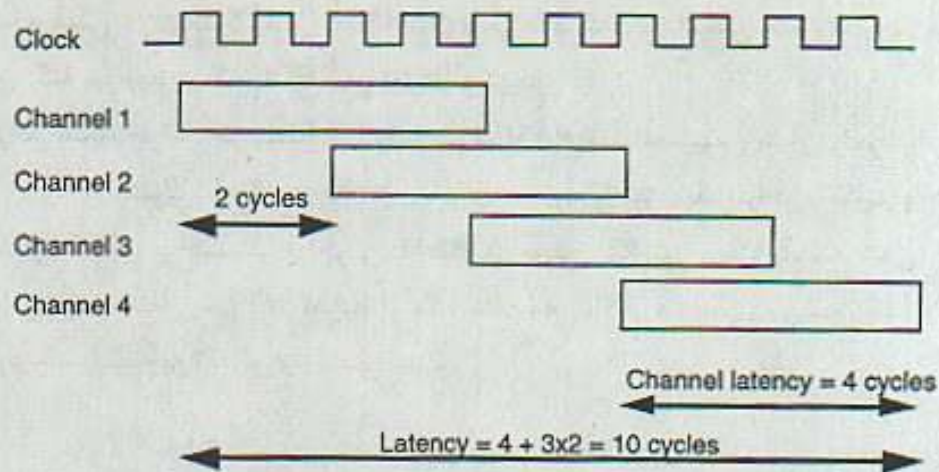 Clock
Channel 1
Channel 2
2 cycles
Channel 3
Channel 4
Channel latency = 4 cycles
Latency = 4 + 3x2 = 10 cycles